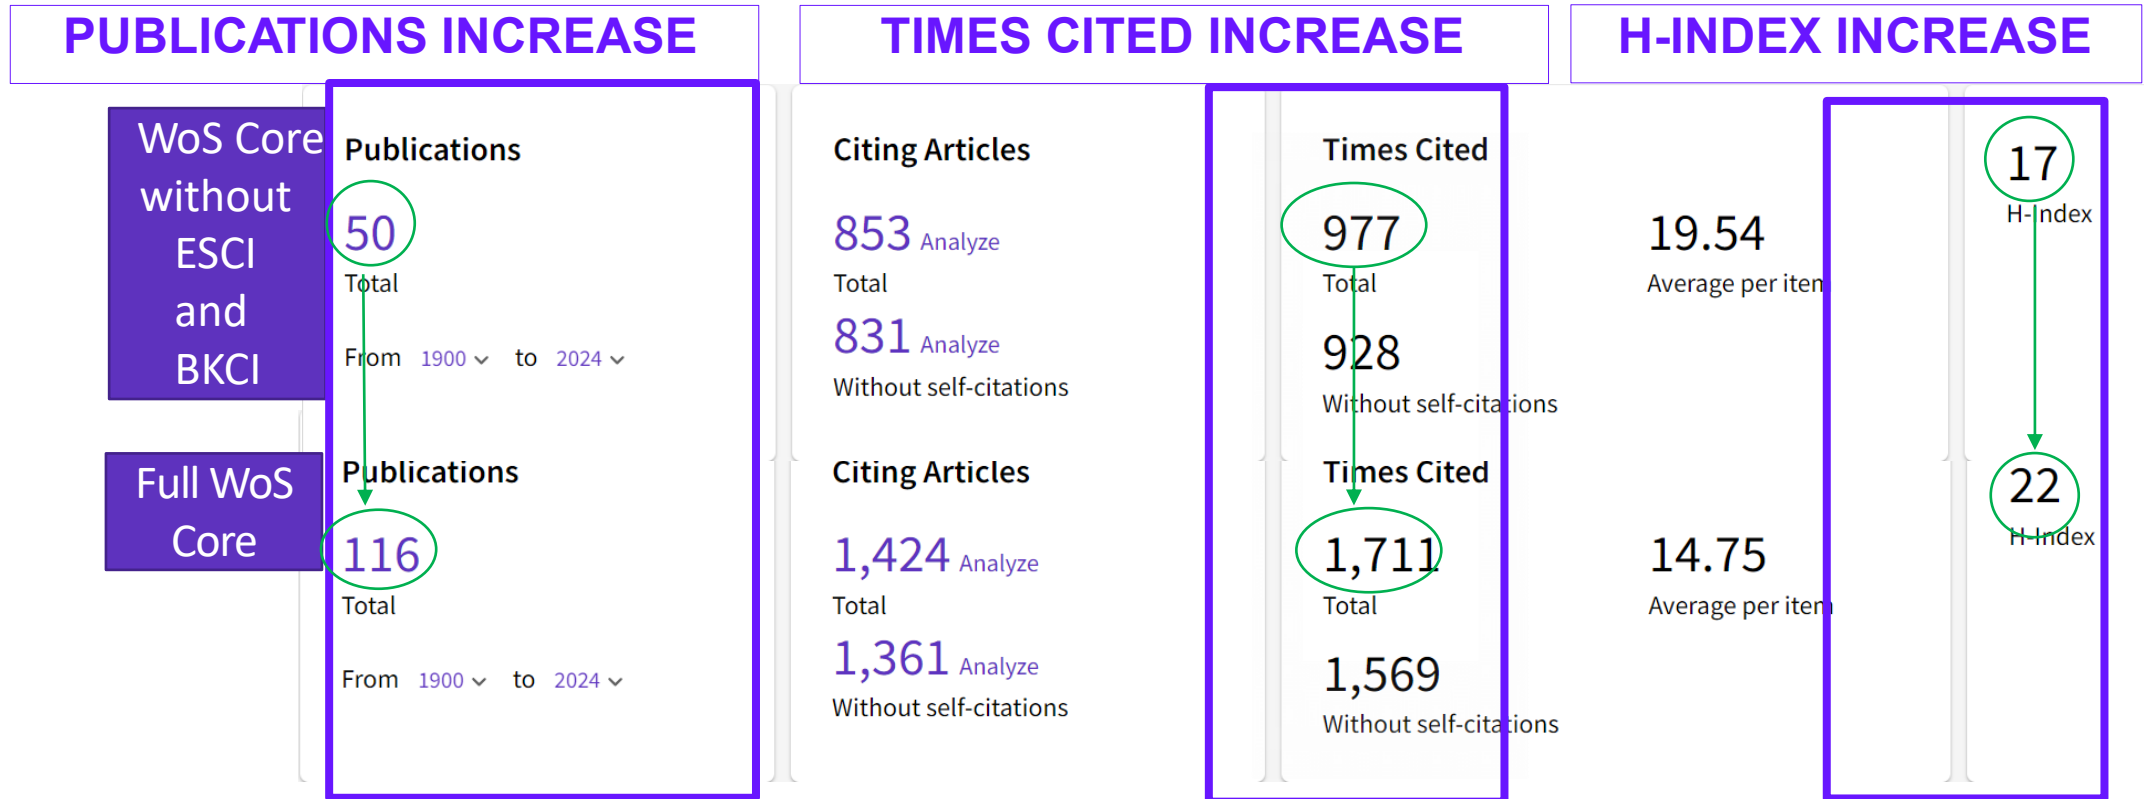 PUBLICATIONS INCREASE
TIMES CITED INCREASE
H-INDEX INCREASE
WoS Core
without
ESCI
and
BKCI
Publications
50
Total
From 1900 to 2024
Citing Articles
853 Analyze
Total
831 Analyze
Without self-citations
Times Cited
977
Total
928
Without self-citations
19.54
Average per item
17
H-Index
Full WoS
Core
Publications
116
Total
From 1900 to 2024
Citing Articles
1,424 Analyze
Total
1,361 Analyze
Without self-citations
Times Cited
1,711
Total
1,569
Without self-citations
14.75
Average per item
22
H-Index